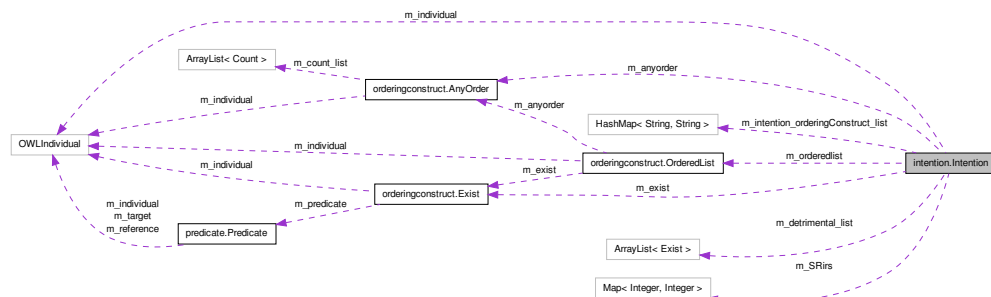 m_individual
ArrayList< Count >
m_count_list
m_anyorder
orderingconstruct.AnyOrder
m_individual
m_anyorder
HashMap< String, String >
m_intention_orderingConstruct_list
OWLIndividual
m_individual
orderingconstruct.OrderedList
m_orderedlist
intention.Intention
m_individual
m_exist
orderingconstruct.Exist
m_exist
m_individual
m_target
m_reference
m_predicate
predicate.Predicate
m_detrimental_list
ArrayList< Exist >
m_SRirs
Map< Integer, Integer >